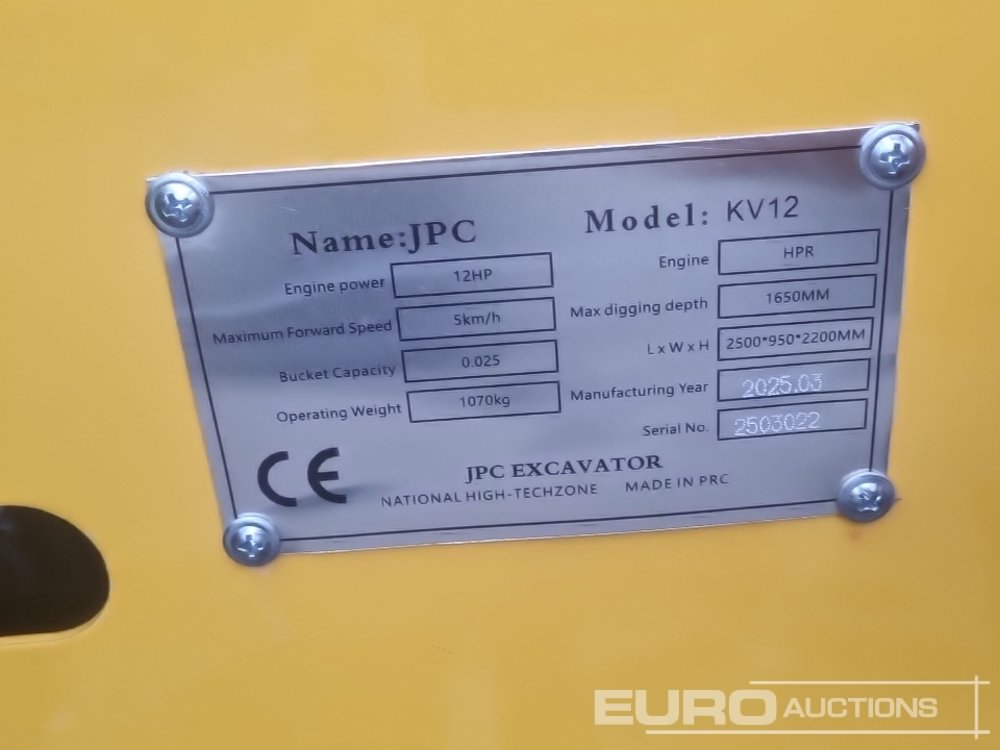 Name:JPC Model: KV12
Engine power 12HP Engine HPR
Maximum Forward Speed 5km/h Max digging depth 1650MM
Bucket Capacity 0.025 L x W x H 2500*950*2200MM
Operating Weight 1070kg Manufacturing Year 2025.03
Serial No. 2503022
CE JPC EXCAVATOR
NATIONAL HIGH-TECHZONE MADE IN PRC
EURO AUCTIONS